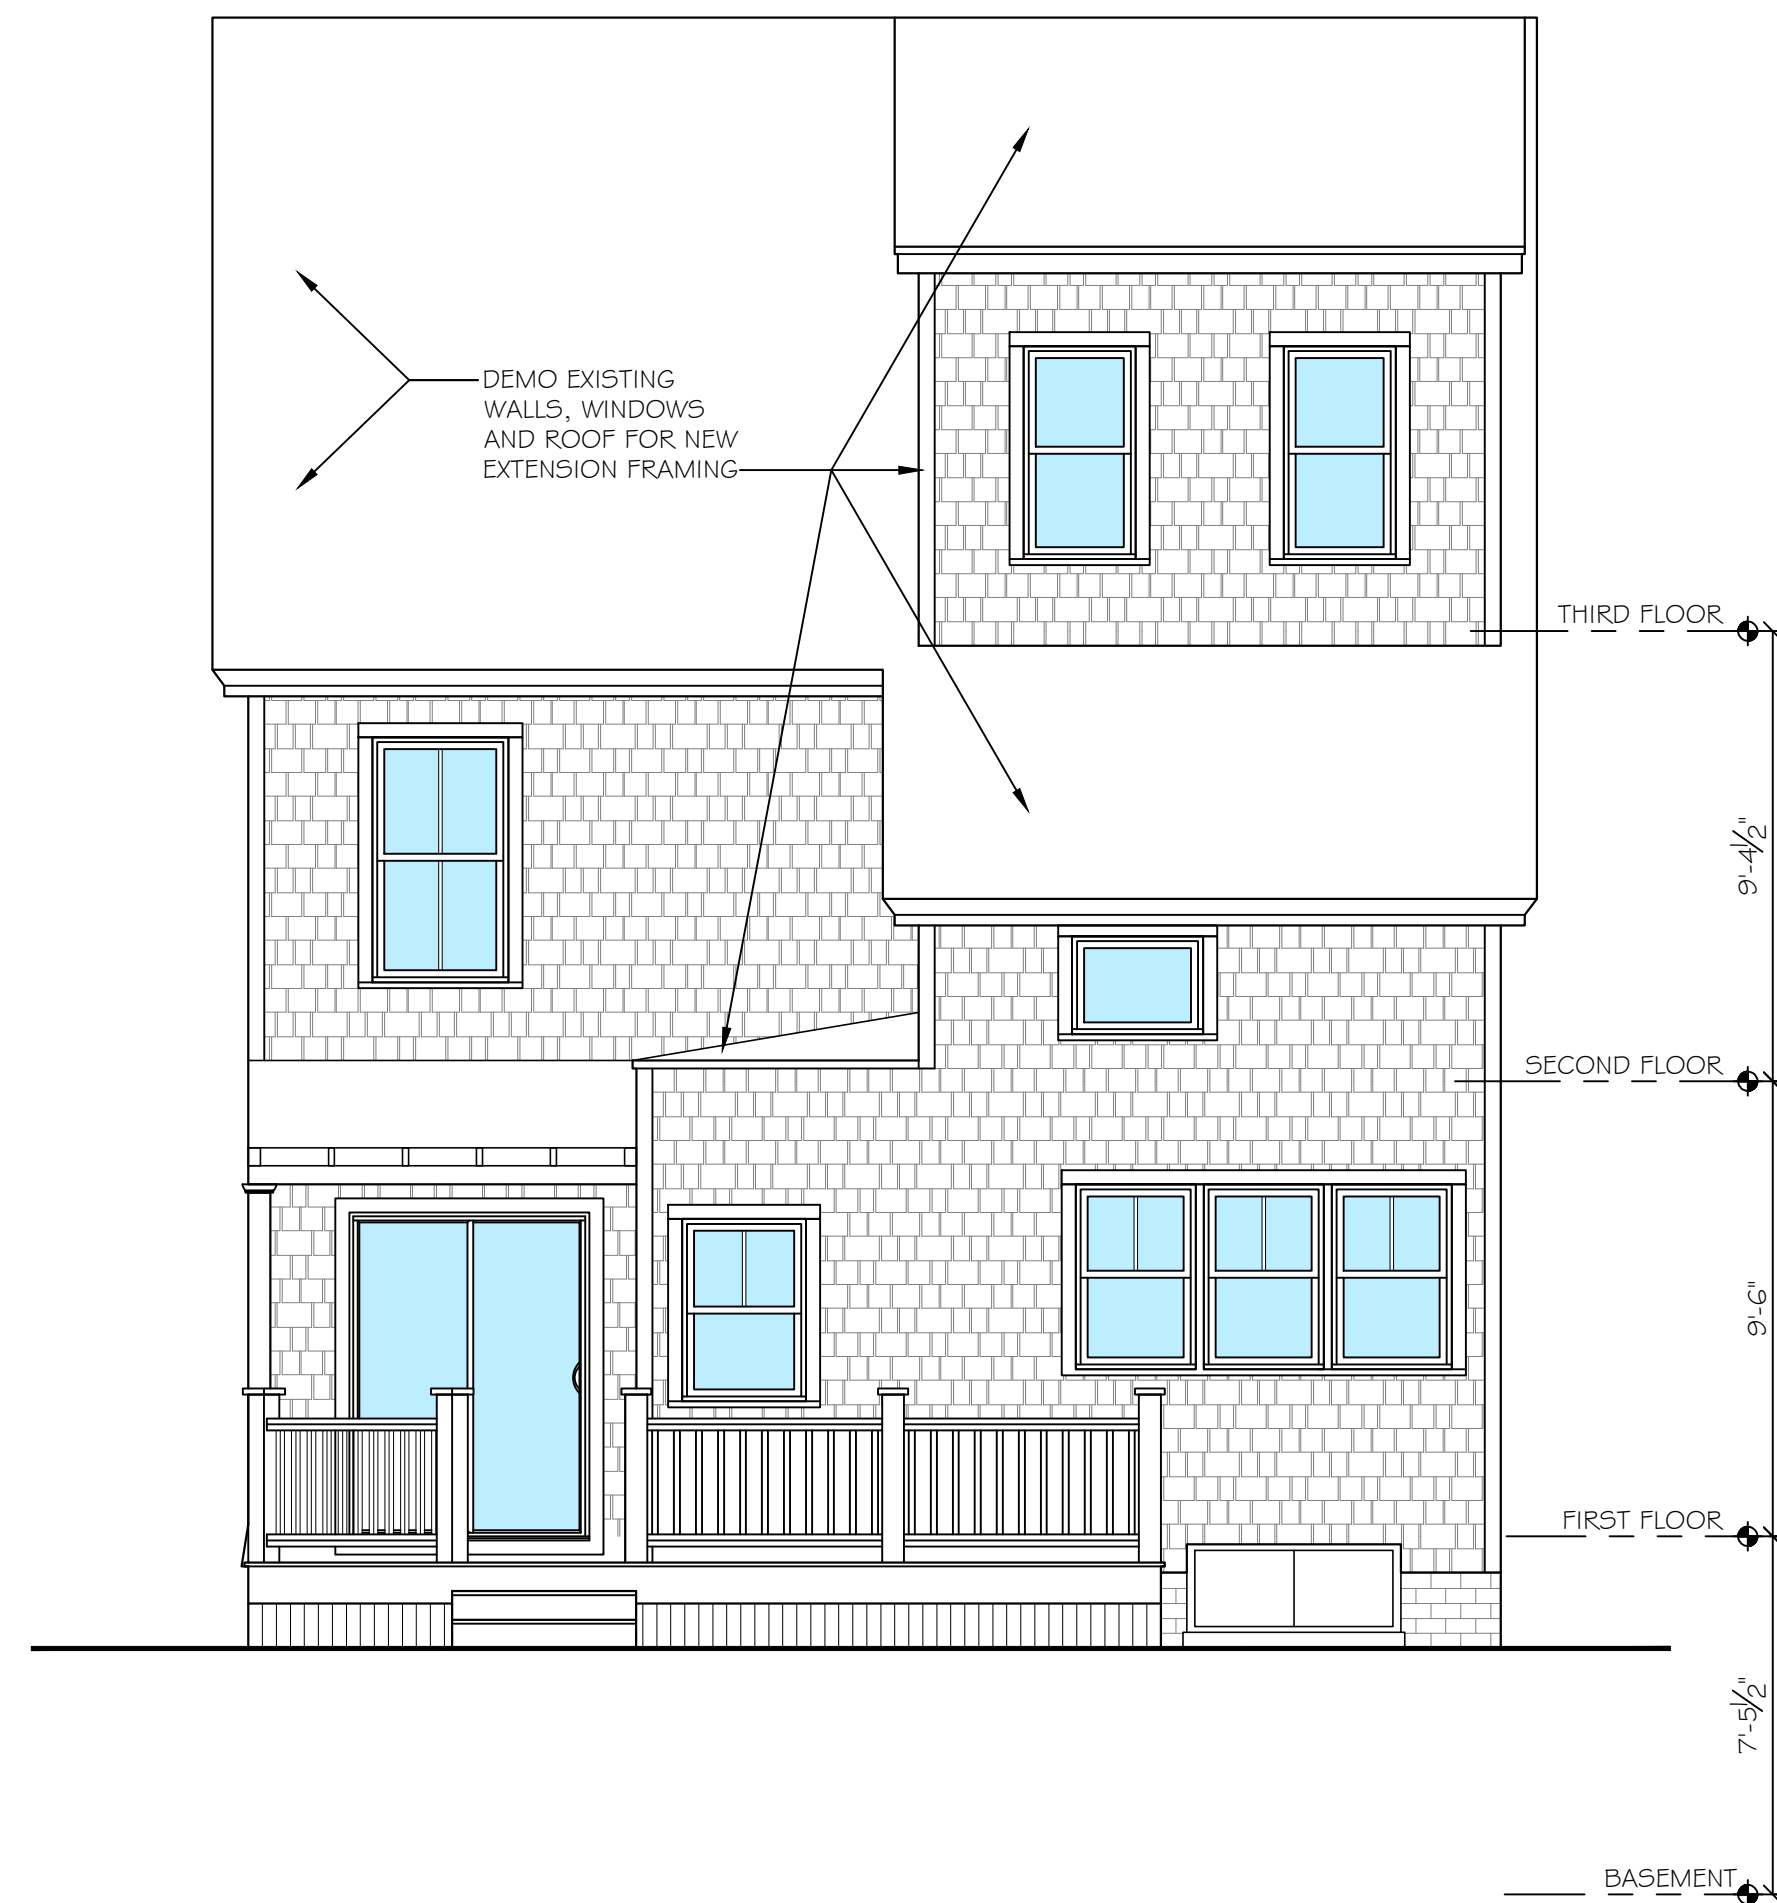 DEMO EXISTING
WALLS, WINDOWS
AND ROOF FOR NEW
EXTENSION FRAMING
THIRD FLOOR
9'-4½"
SECOND FLOOR
9'-6"
FIRST FLOOR
7'-5½"
BASEMENT